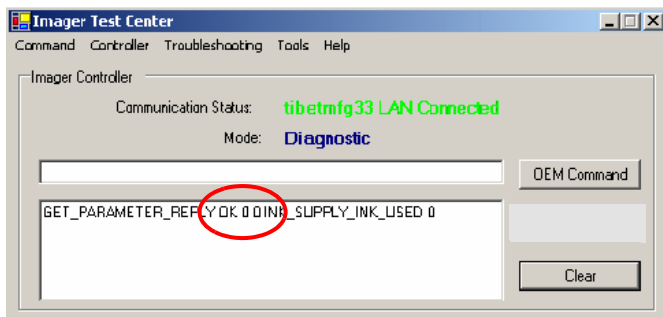 Imager Test Center
Command Controller Troubleshooting Tools Help
Imager Controller
Communication Status: tibetmfg33 LAN Connected
Mode: Diagnostic
OEM Command
GET_PARAMETER_REPLY OK 0 0 INK_SUPPLY_INK_USED 0
Clear